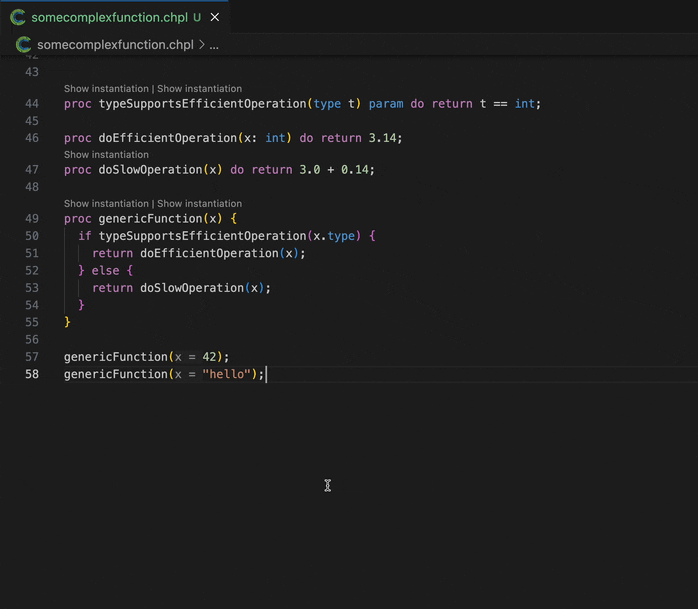 somecomplexfunction.chpl U ×
somecomplexfunction.chpl > ...
42
43
Show instantiation | Show instantiation
44 proc typeSupportsEfficientOperation(type t) param do return t == int;
45
46 proc doEfficientOperation(x: int) do return 3.14;
Show instantiation
47 proc doSlowOperation(x) do return 3.0 + 0.14;
48
Show instantiation | Show instantiation
49 proc genericFunction(x) {
50 if typeSupportsEfficientOperation(x.type) {
51 return doEfficientOperation(x);
52 } else {
53 return doSlowOperation(x);
54 }
55 }
56
57 genericFunction(x = 42);
58 genericFunction(x = "hello");